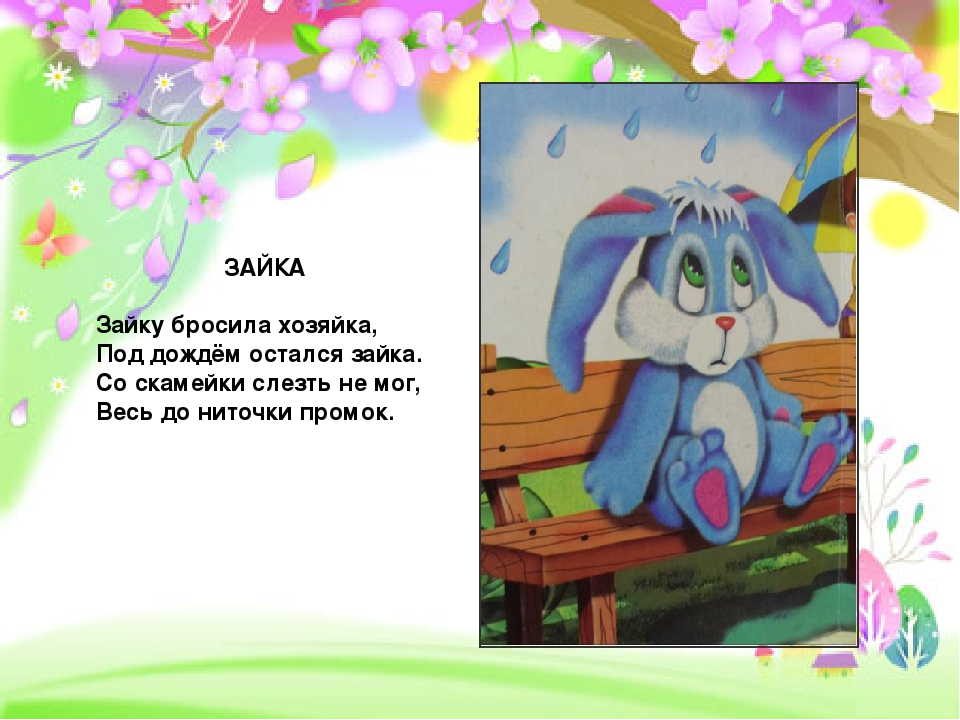 ЗАЙКА
Зайку бросила хозяйка,
Под дождём остался зайка.
Со скамейки слезть не мог,
Весь до ниточки промок.